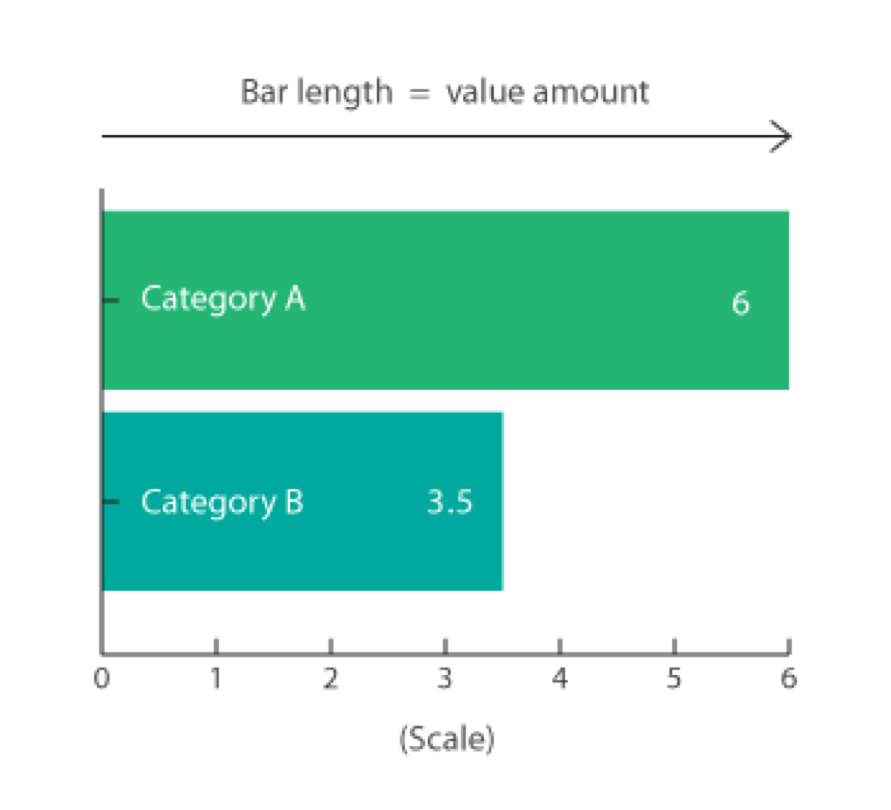 Bar length = value amount
Category A 6
Category B 3.5
0 1 2 3 4 5 6
(Scale)